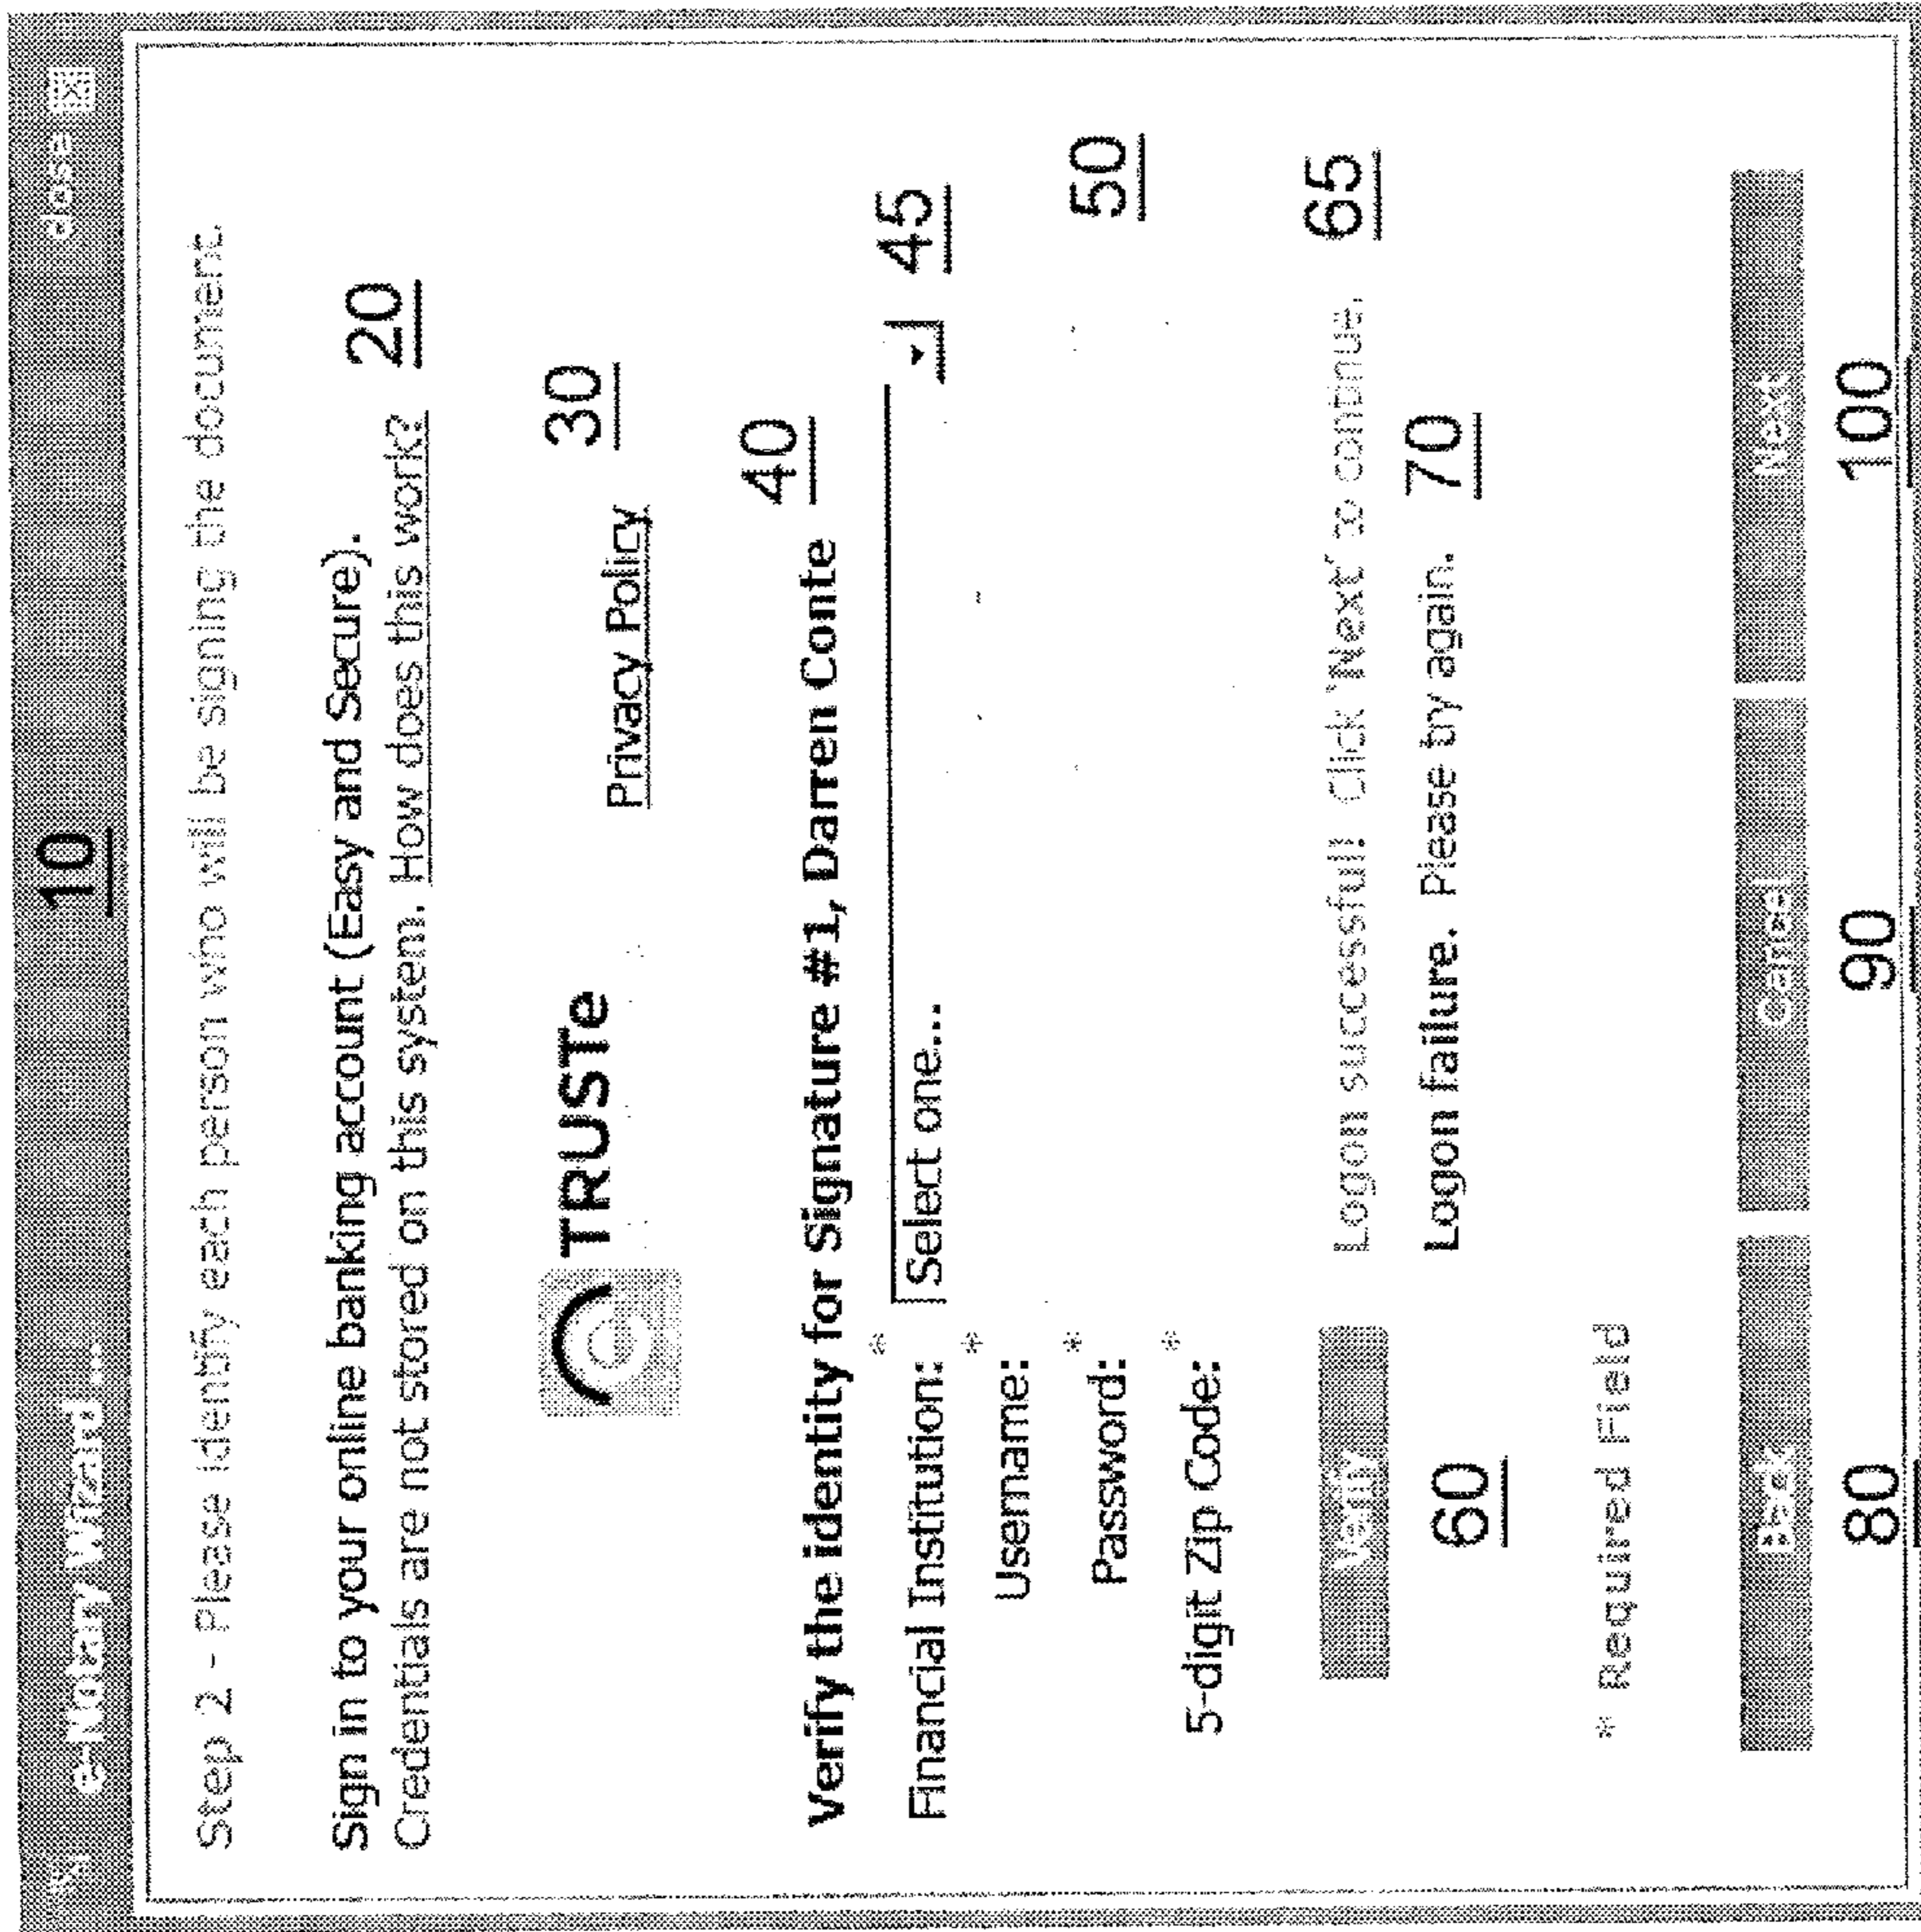 e-Notary Wizard ... 10 close X
Step 2 - Please identify each person who will be signing the document.
Sign in to your online banking account (Easy and Secure).
Credentials are not stored on this system. How does this work? 20
TRUSTe Privacy Policy 30
Verify the identity for Signature #1, Darren Conte 40
Financial Institution: * Select one... 45
Username: *
Password: * 50
5-digit Zip Code: *
Verify Logon successful! Click 'Next' to continue. 65
60 Logon failure. Please try again. 70
* Required Field
Back Cancel Next
80 90 100